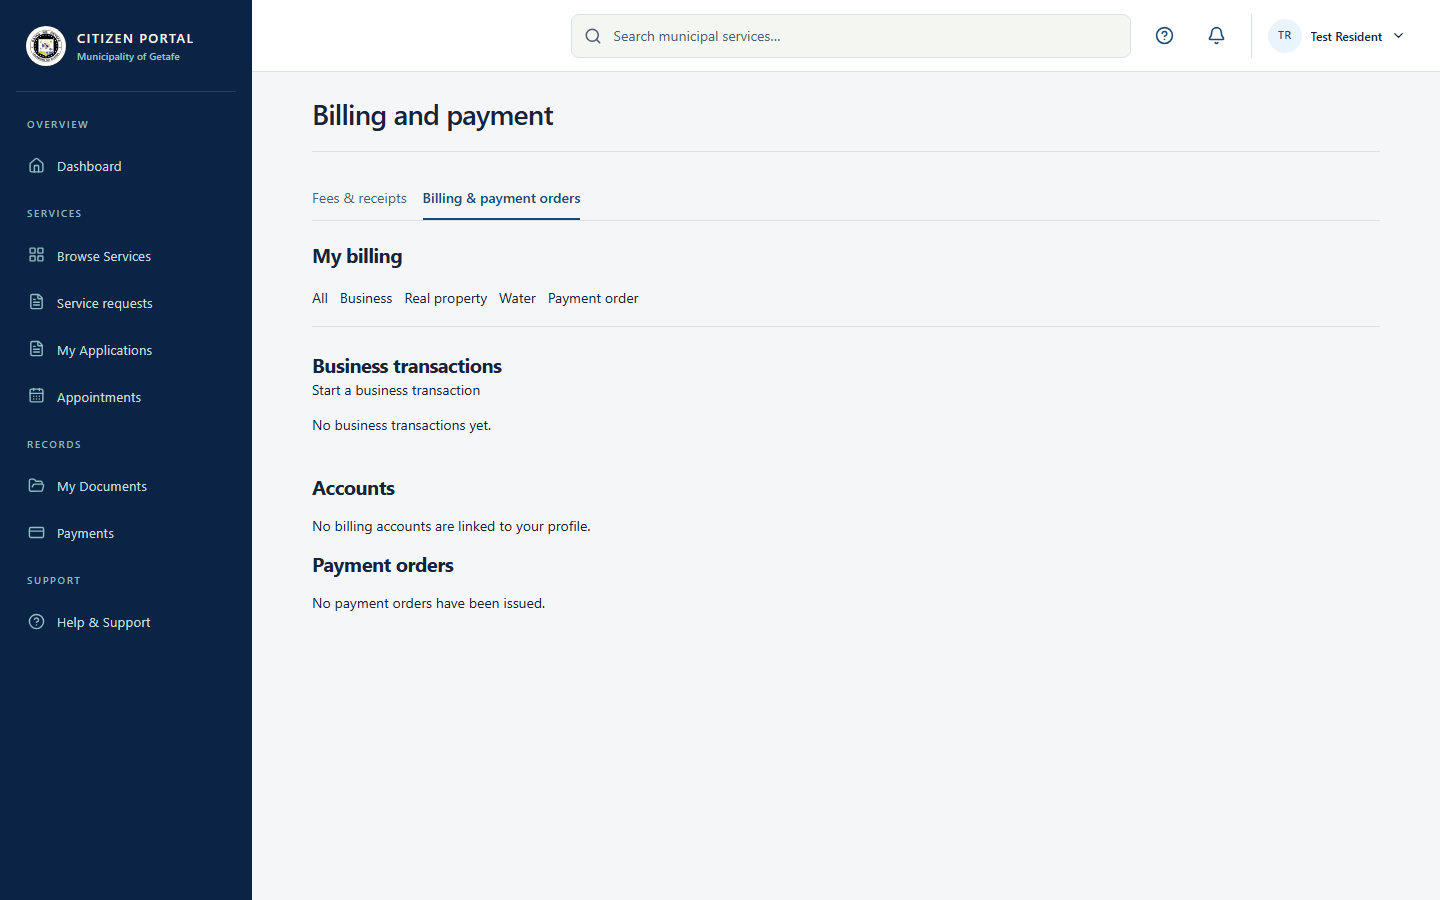 CITIZEN PORTAL
Municipality of Getafe
OVERVIEW
Dashboard
SERVICES
Browse Services
Service requests
My Applications
Appointments
RECORDS
My Documents
Payments
SUPPORT
Help & Support
Search municipal services...
TR
Test Resident
Billing and payment
Fees & receipts
Billing & payment orders
My billing
All Business Real property Water Payment order
Business transactions
Start a business transaction
No business transactions yet.
Accounts
No billing accounts are linked to your profile.
Payment orders
No payment orders have been issued.